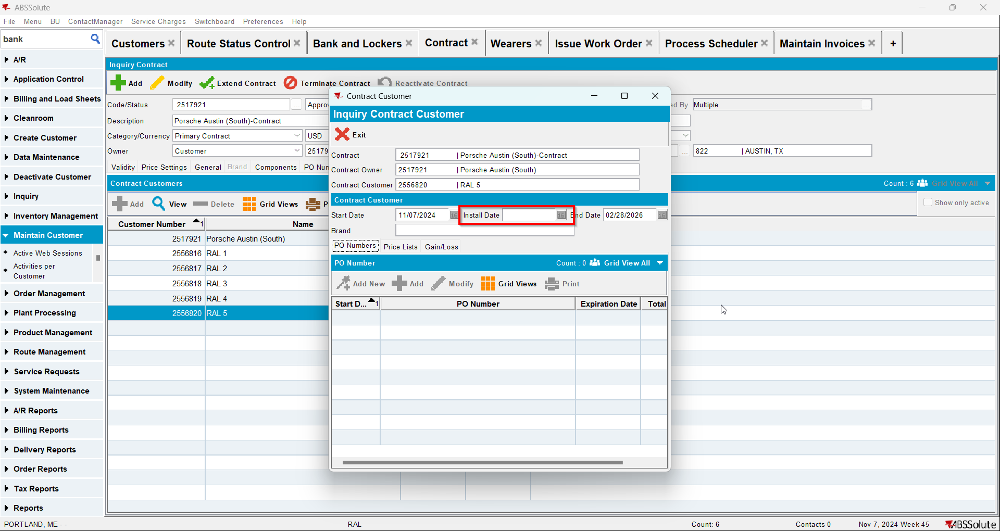 ABSSolute
File Menu BU ContactManager Service Charges Switchboard Preferences Help
bank
Customers Route Status Control Bank and Lockers Contract Wearers Issue Work Order Process Scheduler Maintain Invoices +
A/R
Application Control
Billing and Load Sheets
Cleanroom
Create Customer
Data Maintenance
Deactivate Customer
Inquiry
Inventory Management
Maintain Customer
Active Web Sessions
Activities per
Customer
Order Management
Plant Processing
Product Management
Route Management
Service Requests
System Maintenance
A/R Reports
Billing Reports
Delivery Reports
Order Reports
Tax Reports
Reports
Inquiry Contract
Add Modify Extend Contract Terminate Contract Reactivate Contract
Code/Status 2517921 ... Approv ed By Multiple ...
Description Porsche Austin (South)-Contract
Category/Currency Primary Contract USD
Owner Customer 25179 ... 822 | AUSTIN, TX
Validity Price Settings General Brand Components PO Num
Contract Customers Count : 6 Grid View All
Add View Delete Grid Views P Show only active
Customer Number 1 Name
2517921 Porsche Austin (South)
2556816 RAL 1
2556817 RAL 2
2556818 RAL 3
2556819 RAL 4
2556820 RAL 5
Contract Customer
Inquiry Contract Customer
Exit
Contract 2517921 | Porsche Austin (South)-Contract
Contract Owner 2517921 | Porsche Austin (South)
Contract Customer 2556820 | RAL 5
Contract Customer
Start Date 11/07/2024 16 Install Date 16 End Date 02/28/2026 16
Brand
PO Numbers Price Lists Gain/Loss
PO Number Count : 0 Grid View All
Add New Add Modify Grid Views Print
Start D... 1 PO Number Expiration Date Total
PORTLAND, ME - - RAL Count: 6 Contacts 0 Nov 7, 2024 Week 45 ABSSolute